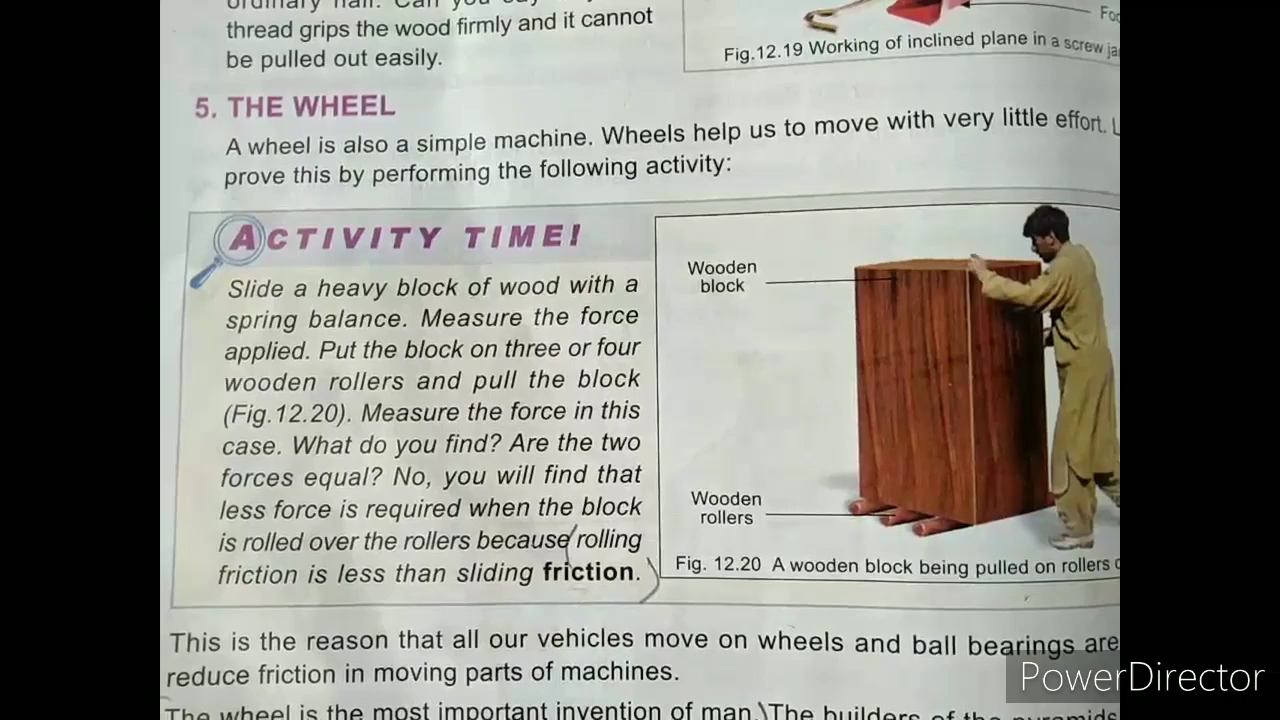 thread grips the wood firmly and it cannot
be pulled out easily.
Fig.12.19 Working of inclined plane in a screw
5. THE WHEEL
A wheel is also a simple machine. Wheels help us to move with very little effort.
prove this by performing the following activity:
ACTIVITY TIME!
Slide a heavy block of wood with a
spring balance. Measure the force
applied. Put the block on three or four
wooden rollers and pull the block
(Fig.12.20). Measure the force in this
case. What do you find? Are the two
forces equal? No, you will find that
less force is required when the block
is rolled over the rollers because rolling
friction is less than sliding friction.
Wooden
block
Wooden
rollers
Fig. 12.20 A wooden block being pulled on rollers
This is the reason that all our vehicles move on wheels and ball bearings are
reduce friction in moving parts of machines.
The wheel is the most important invention of man. The builders of the pyramids
PowerDirector